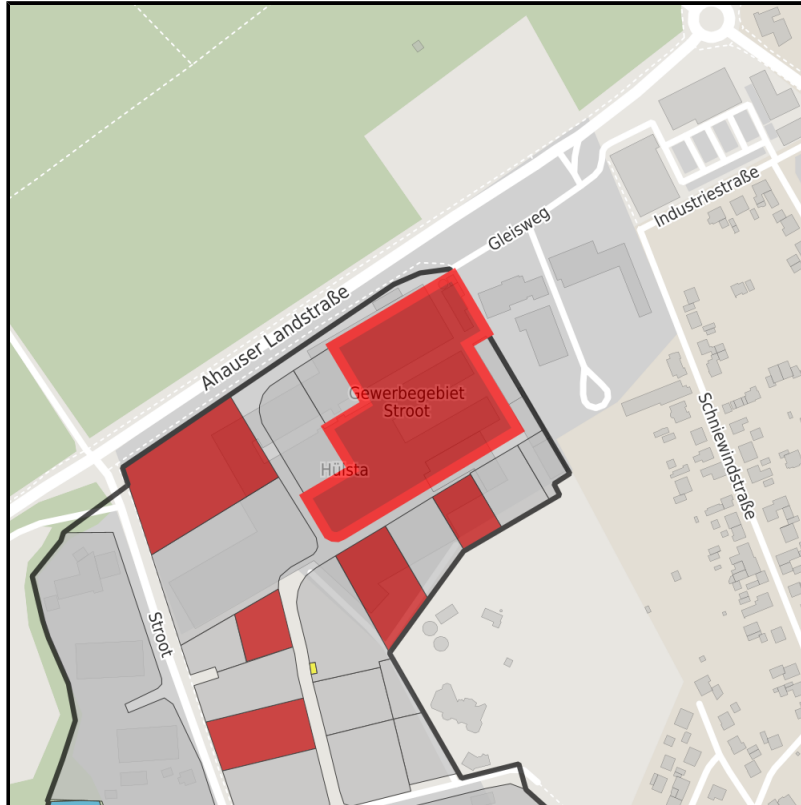 Industriestraße
Gleisweg
Ahauser Landstraße
Gewerbegebiet
Stroot
Hülsta
Schniewindstraße
Stroot